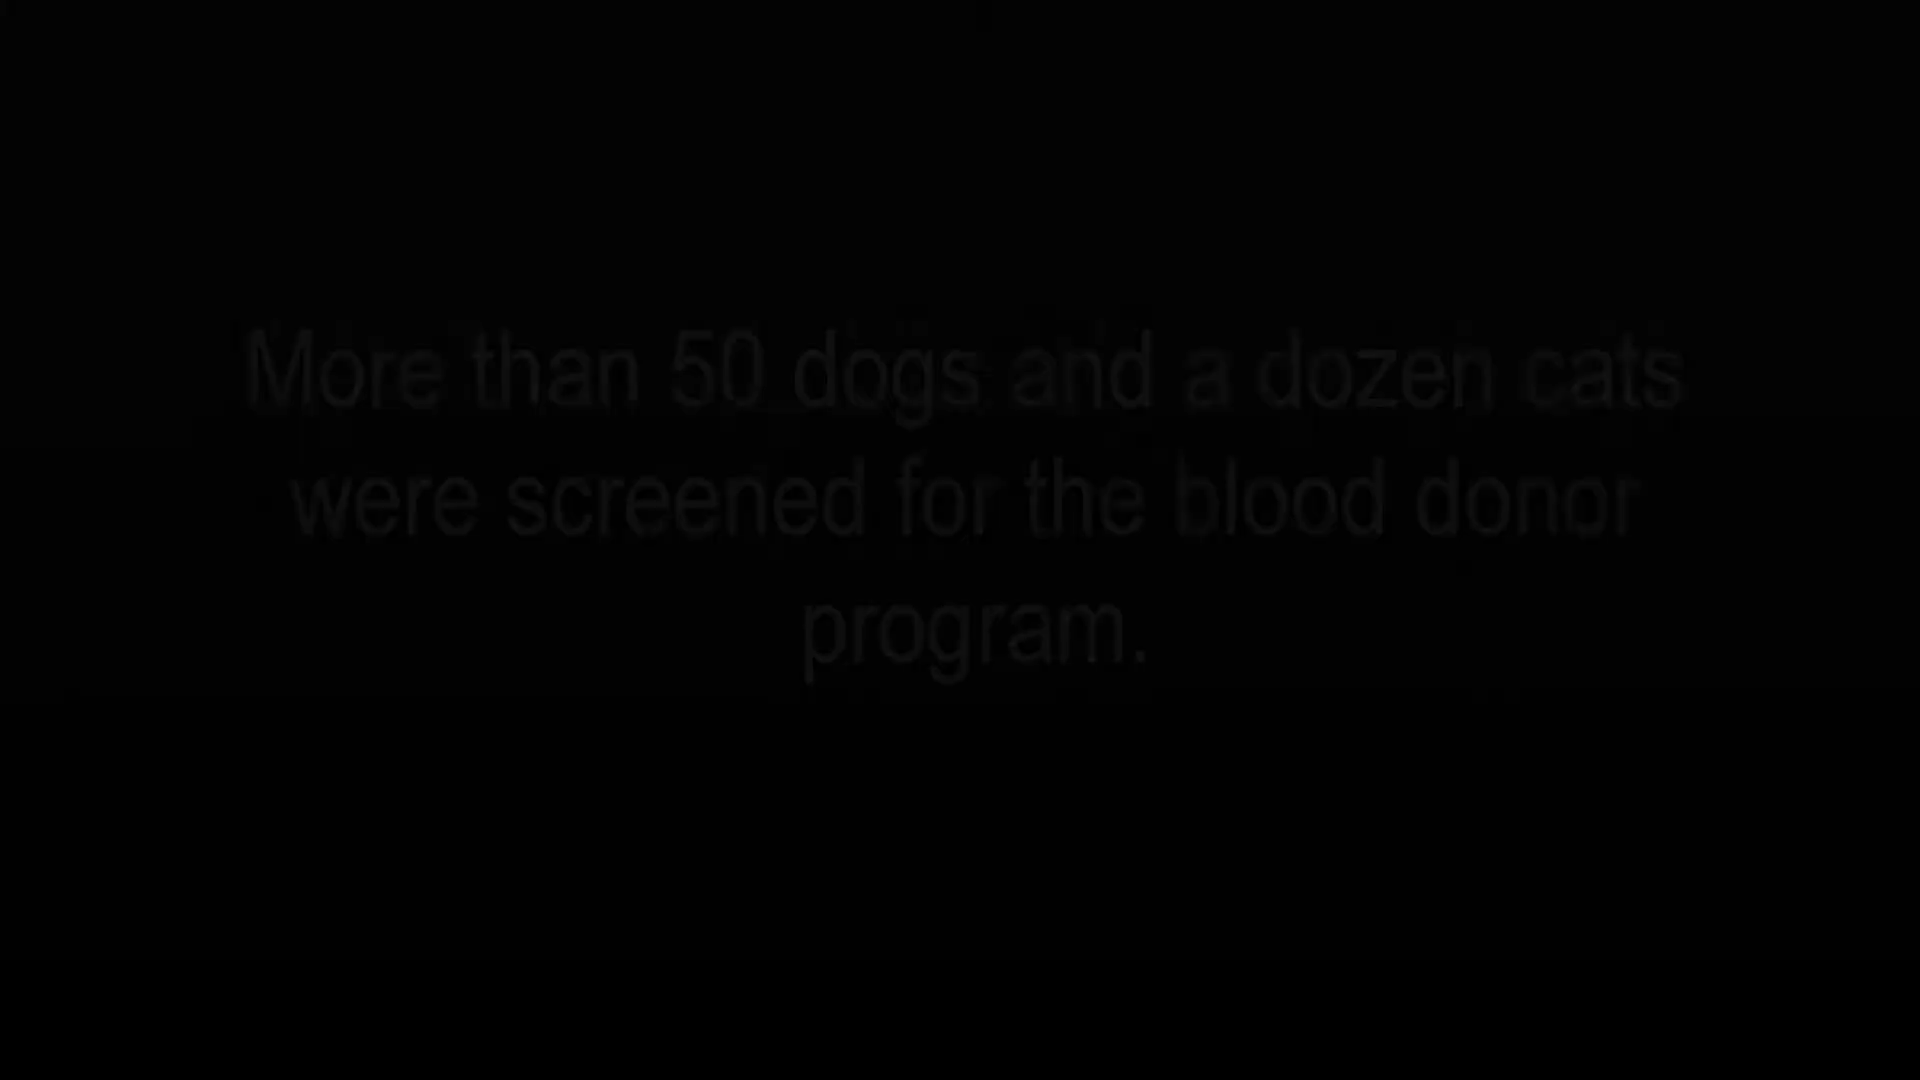 More than 50 dogs and a dozen cats
were screened for the blood donor
program.